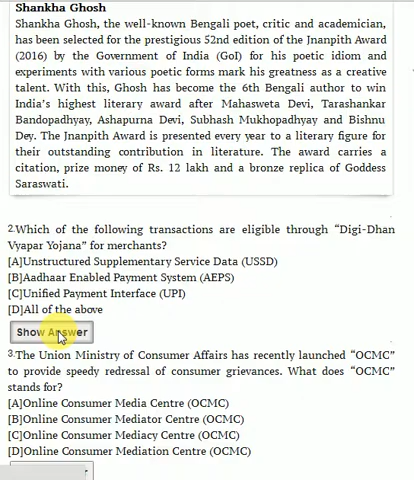 Shankha Ghosh
Shankha Ghosh, the well-known Bengali poet, critic and academician,
has been selected for the prestigious 52nd edition of the Jnanpith Award
(2016) by the Government of India (GoI) for his poetic idiom and
experiments with various poetic forms mark his greatness as a creative
talent. With this, Ghosh has become the 6th Bengali author to win
India's highest literary award after Mahasweta Devi, Tarashankar
Bandopadhyay, Ashapurna Devi, Subhash Mukhopadhyay and Bishnu
Dey. The Jnanpith Award is presented every year to a literary figure for
their outstanding contribution in literature. The award carries a
citation, prize money of Rs. 12 lakh and a bronze replica of Goddess
Saraswati.
2.Which of the following transactions are eligible through “Digi-Dhan
Vyapar Yojana” for merchants?
[A]Unstructured Supplementary Service Data (USSD)
[B]Aadhaar Enabled Payment System (AEPS)
[C]Unified Payment Interface (UPI)
[D]All of the above
Show Answer
3.The Union Ministry of Consumer Affairs has recently launched “OCMC”
to provide speedy redressal of consumer grievances. What does “OCMC”
stands for?
[A]Online Consumer Media Centre (OCMC)
[B]Online Consumer Mediator Centre (OCMC)
[C]Online Consumer Mediacy Centre (OCMC)
[D]Online Consumer Mediation Centre (OCMC)